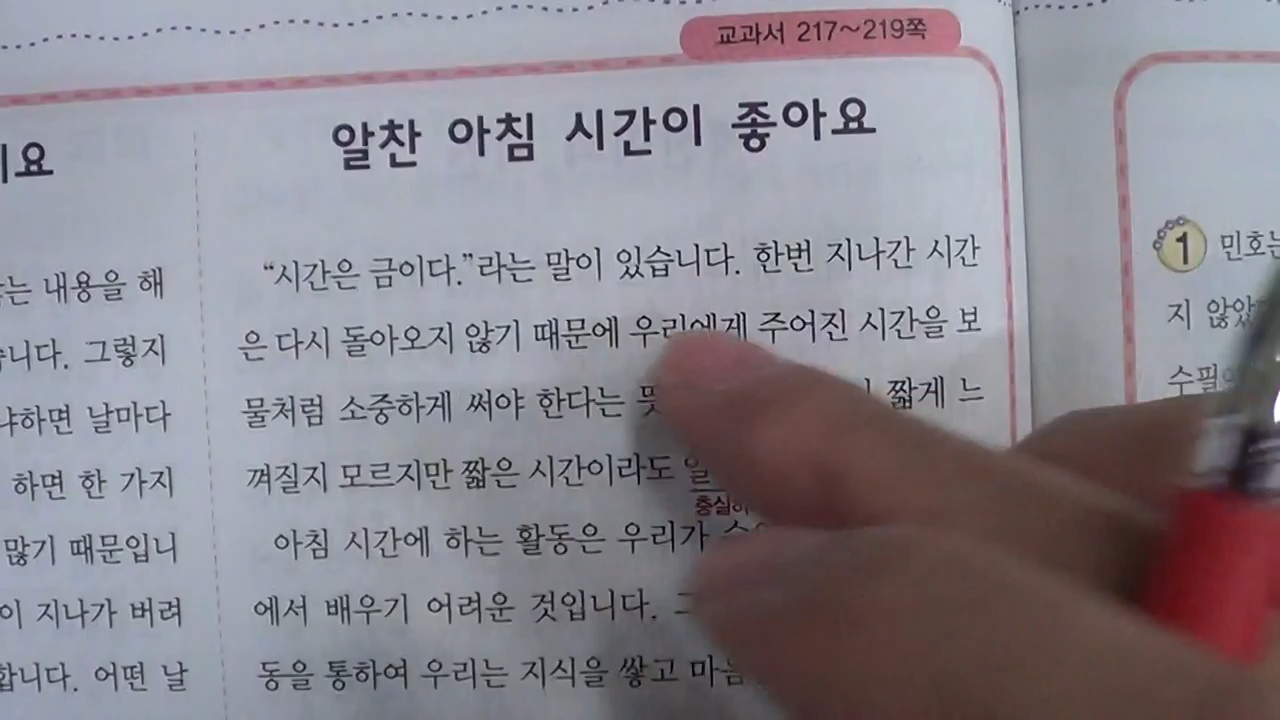 교과서 217~219쪽
요
는 내용을 해
니다. 그렇지
하면 날마다
하면 한 가지
많기 때문입니
이 지나가 버려
합니다. 어떤 날
알찬 아침 시간이 좋아요
“시간은 금이다.”라는 말이 있습니다. 한번 지나간 시간
은 다시 돌아오지 않기 때문에 우리에게 주어진 시간을 보
물처럼 소중하게 써야 한다는 짧게 느
껴질지 모르지만 짧은 시간이라도
아침 시간에 하는 활동은 우리가
에서 배우기 어려운 것입니다.
동을 통하여 우리는 지식을 쌓고
1 민호는
지 않았